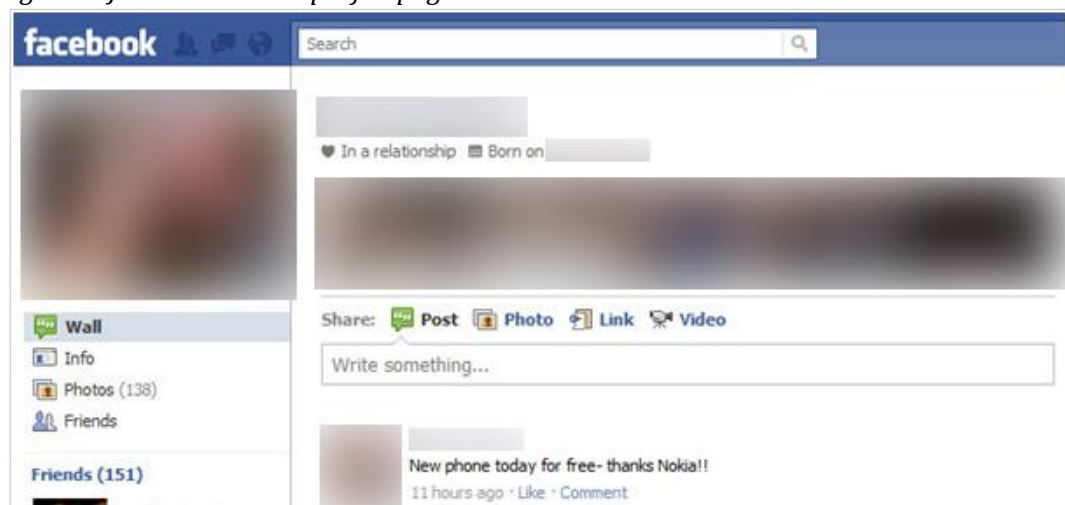 facebook
Search
In a relationship Born on
Share: Post Photo Link Video
Write something...
Wall
Info
Photos (138)
Friends
Friends (151)
New phone today for free- thanks Nokia!!
11 hours ago · Like · Comment